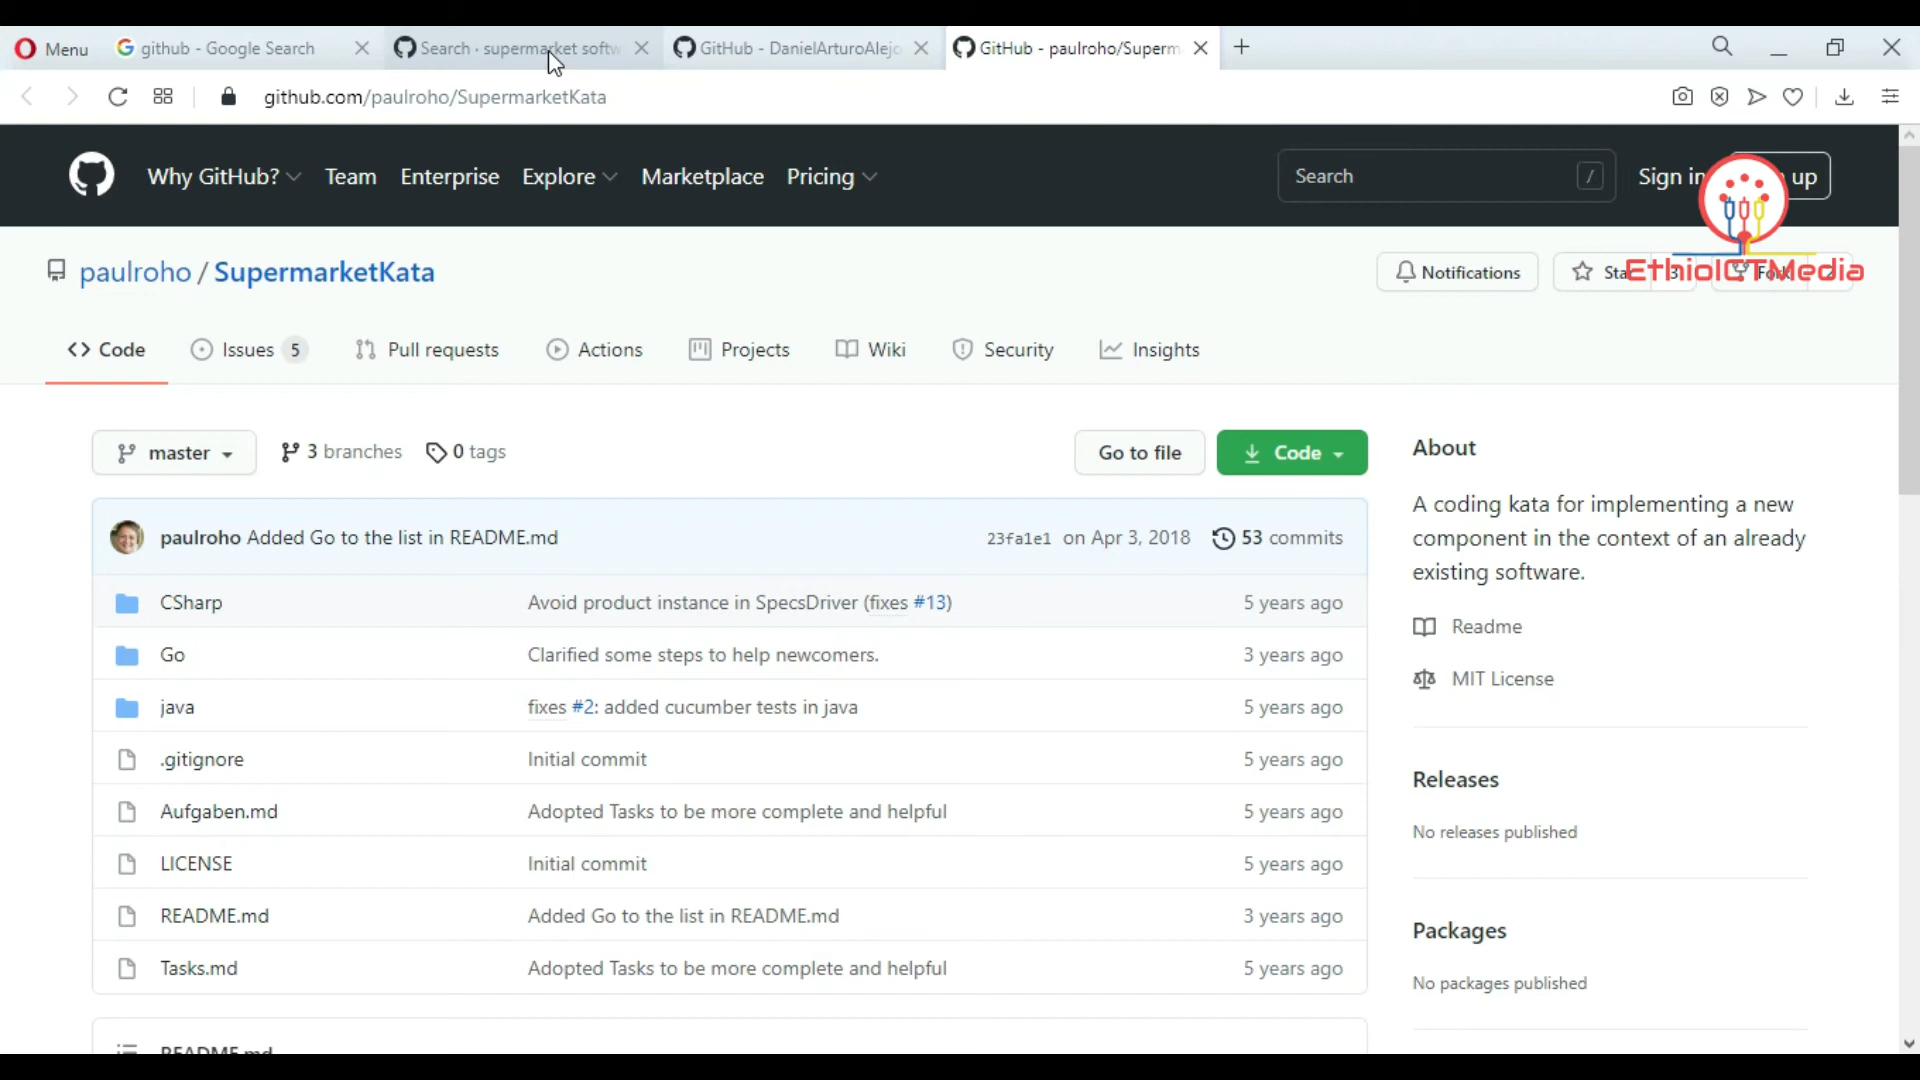 Menu github - Google Search Search · supermarket softw GitHub - DanielArturoAlejo GitHub - paulroho/Superm
github.com/paulroho/SupermarketKata
Why GitHub? Team Enterprise Explore Marketplace Pricing Search / Sign in up
paulroho / SupermarketKata Notifications Sta 3 Fork
EthioICTMedia
Code Issues 5 Pull requests Actions Projects Wiki Security Insights
master 3 branches 0 tags Go to file Code
About
A coding kata for implementing a new
component in the context of an already
existing software.
Readme
MIT License
Releases
No releases published
Packages
No packages published
paulroho Added Go to the list in README.md 23fa1e1 on Apr 3, 2018 53 commits
CSharp Avoid product instance in SpecsDriver (fixes #13) 5 years ago
Go Clarified some steps to help newcomers. 3 years ago
java fixes #2: added cucumber tests in java 5 years ago
.gitignore Initial commit 5 years ago
Aufgaben.md Adopted Tasks to be more complete and helpful 5 years ago
LICENSE Initial commit 5 years ago
README.md Added Go to the list in README.md 3 years ago
Tasks.md Adopted Tasks to be more complete and helpful 5 years ago
README.md